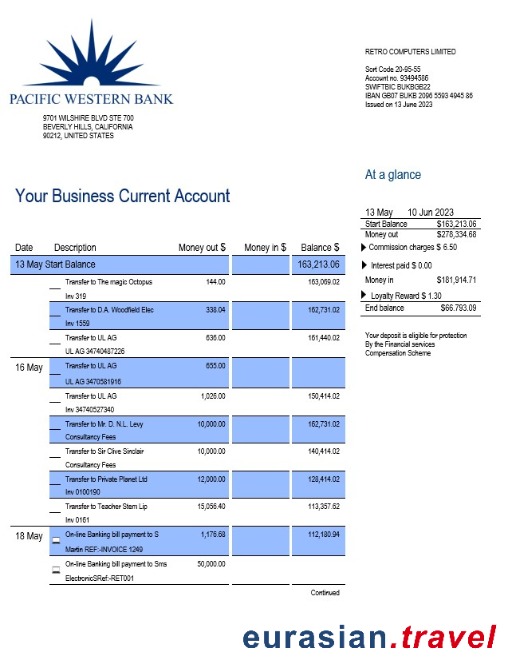 PACIFIC WESTERN BANK
9701 WILSHIRE BLVD STE 700
BEVERLY HILLS, CALIFORNIA
90212, UNITED STATES
RETRO COMPUTERS LIMITED
Sort Code 20-95-55
Account no. 93494586
SWIFTBIC BUKBGB22
IBAN GB07 BUKB 2096 5593 4945 86
Issued on 13 June 2023
At a glance
13 May 10 Jun 2023
Start Balance $163,213.06
Money out $278,334.68
Commission charges $ 6.50
Interest paid $ 0.00
Money in $181,914.71
Loyalty Reward $ 1.30
End balance $66.793.09
Your deposit is eligible for protection
By the Financial services
Compensation Scheme
Your Business Current Account
Date Description Money out $ Money in $ Balance $
13 May Start Balance 163,213.06
Transfer to The magic Octopus 144.00 163,069.02
Inv 319
Transfer to D.A. Woodfield Elec 338.04 162,731.02
Inv 1559
Transfer to UL AG 636.00 161,440.02
UL AG 34740487226
16 May Transfer to UL AG 655.00
UL AG 3470581916
Transfer to UL AG 1,026.00 150,414.02
Inv 34740527340
Transfer to Mr. D. N.L. Levy 10,000.00 162,731.02
Consultancy Fees
Transfer to Sir Clive Sinclair 10,000.00 140,414.02
Consultancy Fees
Transfer to Private Planet Ltd 12,000.00 128,414.02
Inv 0100190
Transfer to Teacher Stem Lip 15,056.40 113,357.62
Inv 0161
18 May On-line Banking bill payment to S 1,176.68 112,180.94
Martin REF:-INVOICE 1249
On-line Banking bill payment to Sms 50,000.00
ElectronicSRef:-RET001
Continued
eurasian.travel